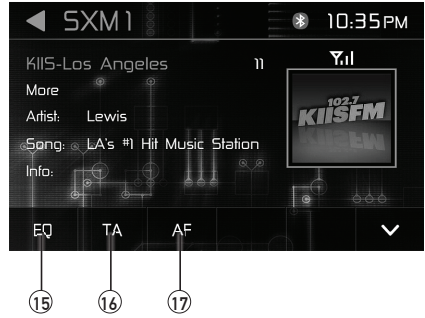 SXM1 10:35PM
KIIS-Los Angeles 11
More
Artist: Lewis
Song: LA's #1 Hit Music Station
Info:
102.7
KIISFM
EQ TA AF
15 16 17